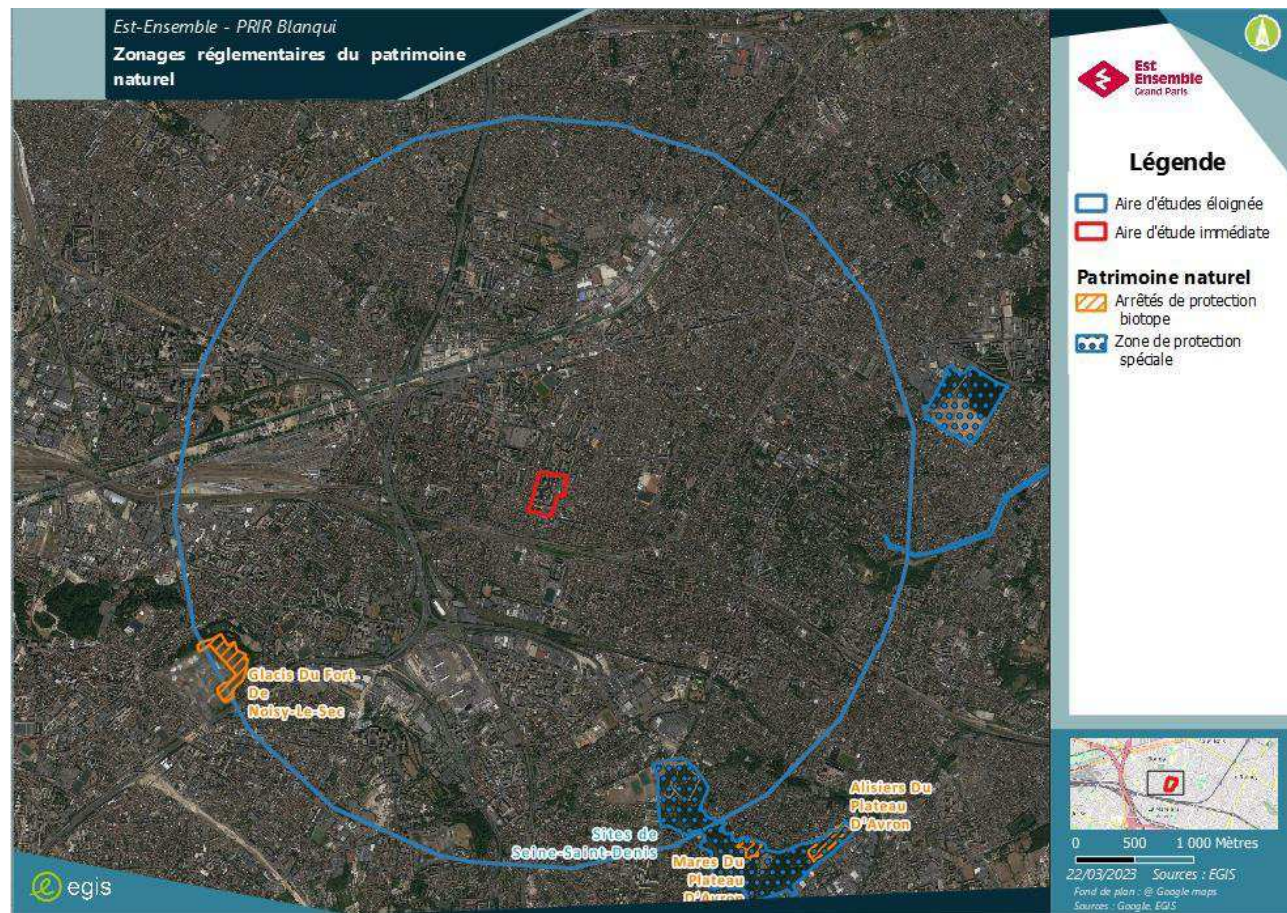 Est-Ensemble - PRIR Blanqui
Zonages réglementaires du patrimoine
naturel
Est
Ensemble
Grand Paris
Légende
Aire d'études éloignée
Aire d'étude immédiate
Patrimoine naturel
Arrêtés de protection
biotope
Zone de protection
spéciale
Glacis Du Fort
De
Noisy-Le-Sec
Alisiers Du
Plateau
D'Avron
Sites de
Seine-Saint-Denis
Mares Du
Plateau
D'Avron
0 500 1 000 Mètres
22/03/2023 Sources : EGIS
Fond de plan : @ Google maps
Sources : Google, EGIS
egis